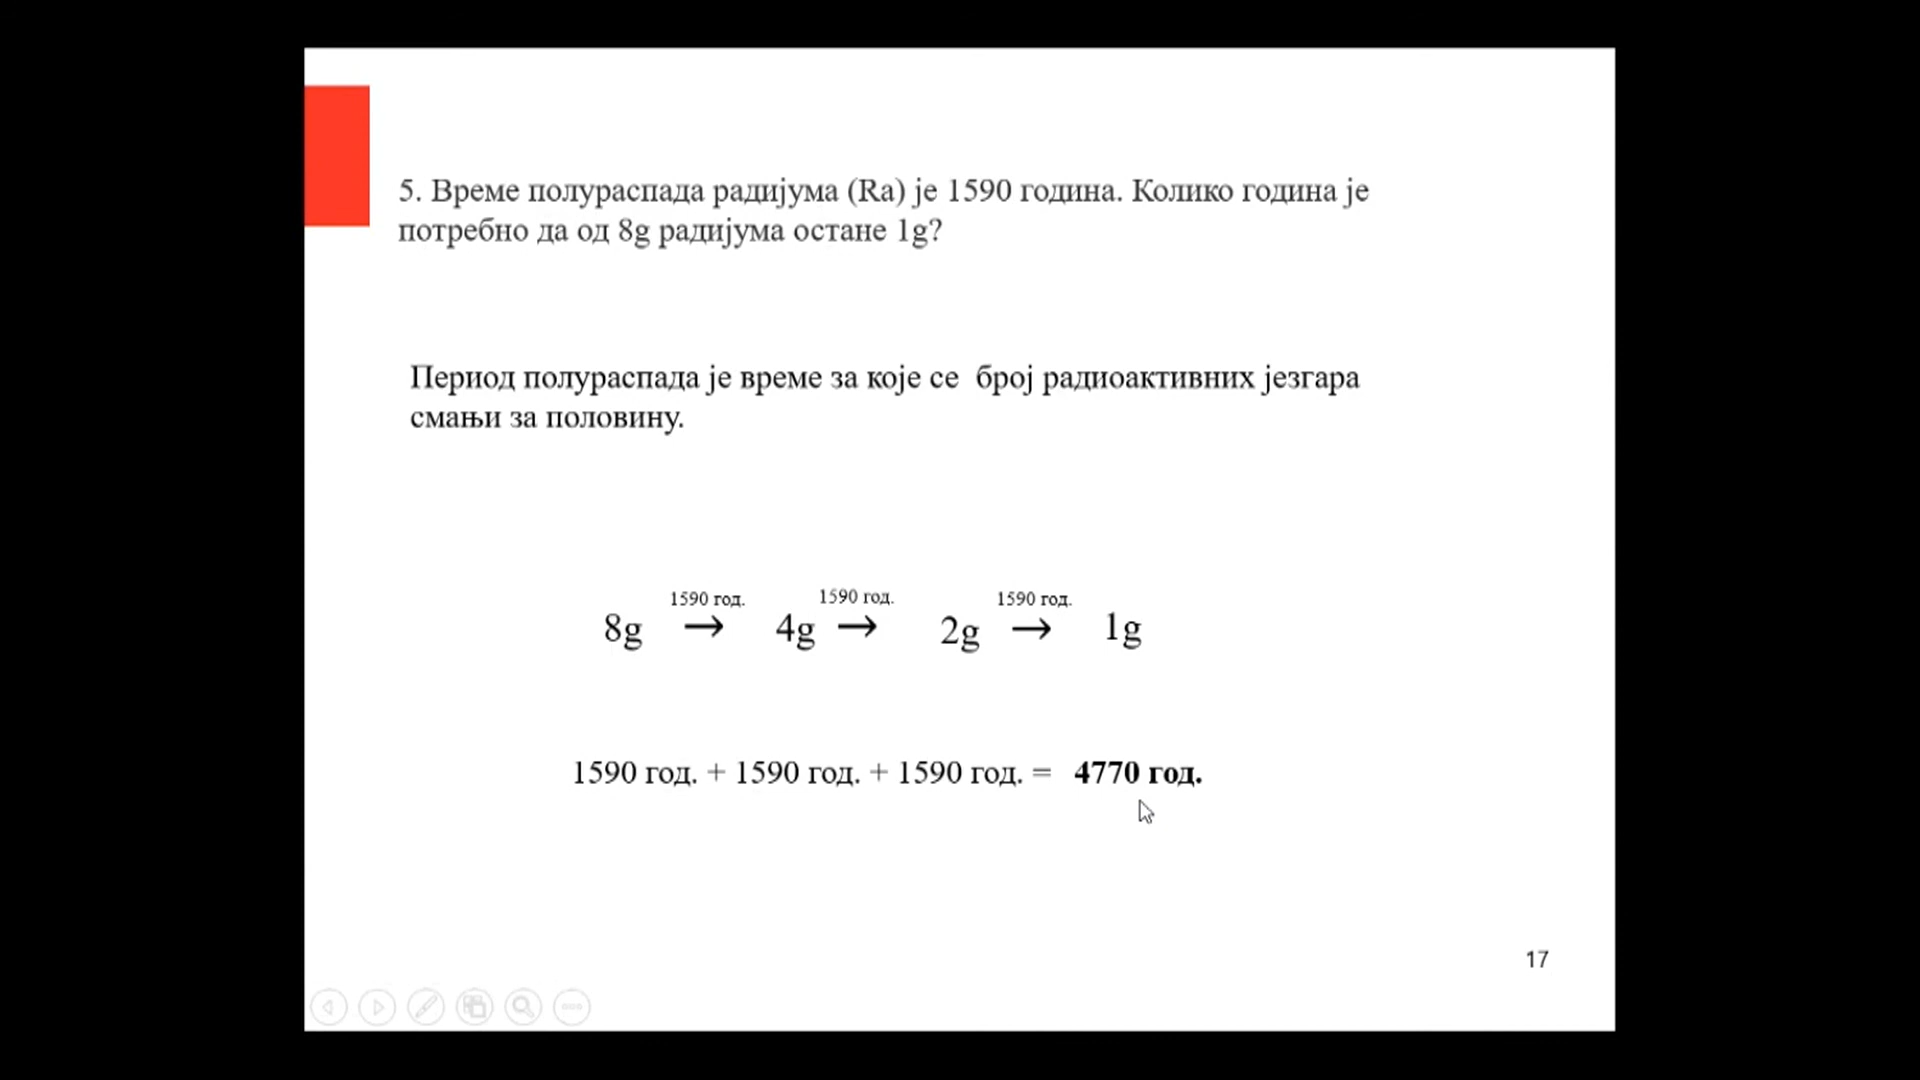 5. Време полураспада радијума (Ra) је 1590 година. Колико година је
потребно да од 8g радијума остане 1g?
Период полураспада је време за које се  број радиоактивних језгара
смањи за половину.
1590 год. 1590 год. 1590 год.
8g → 4g → 2g → 1g
1590 год. + 1590 год. + 1590 год. = 4770 год.
17